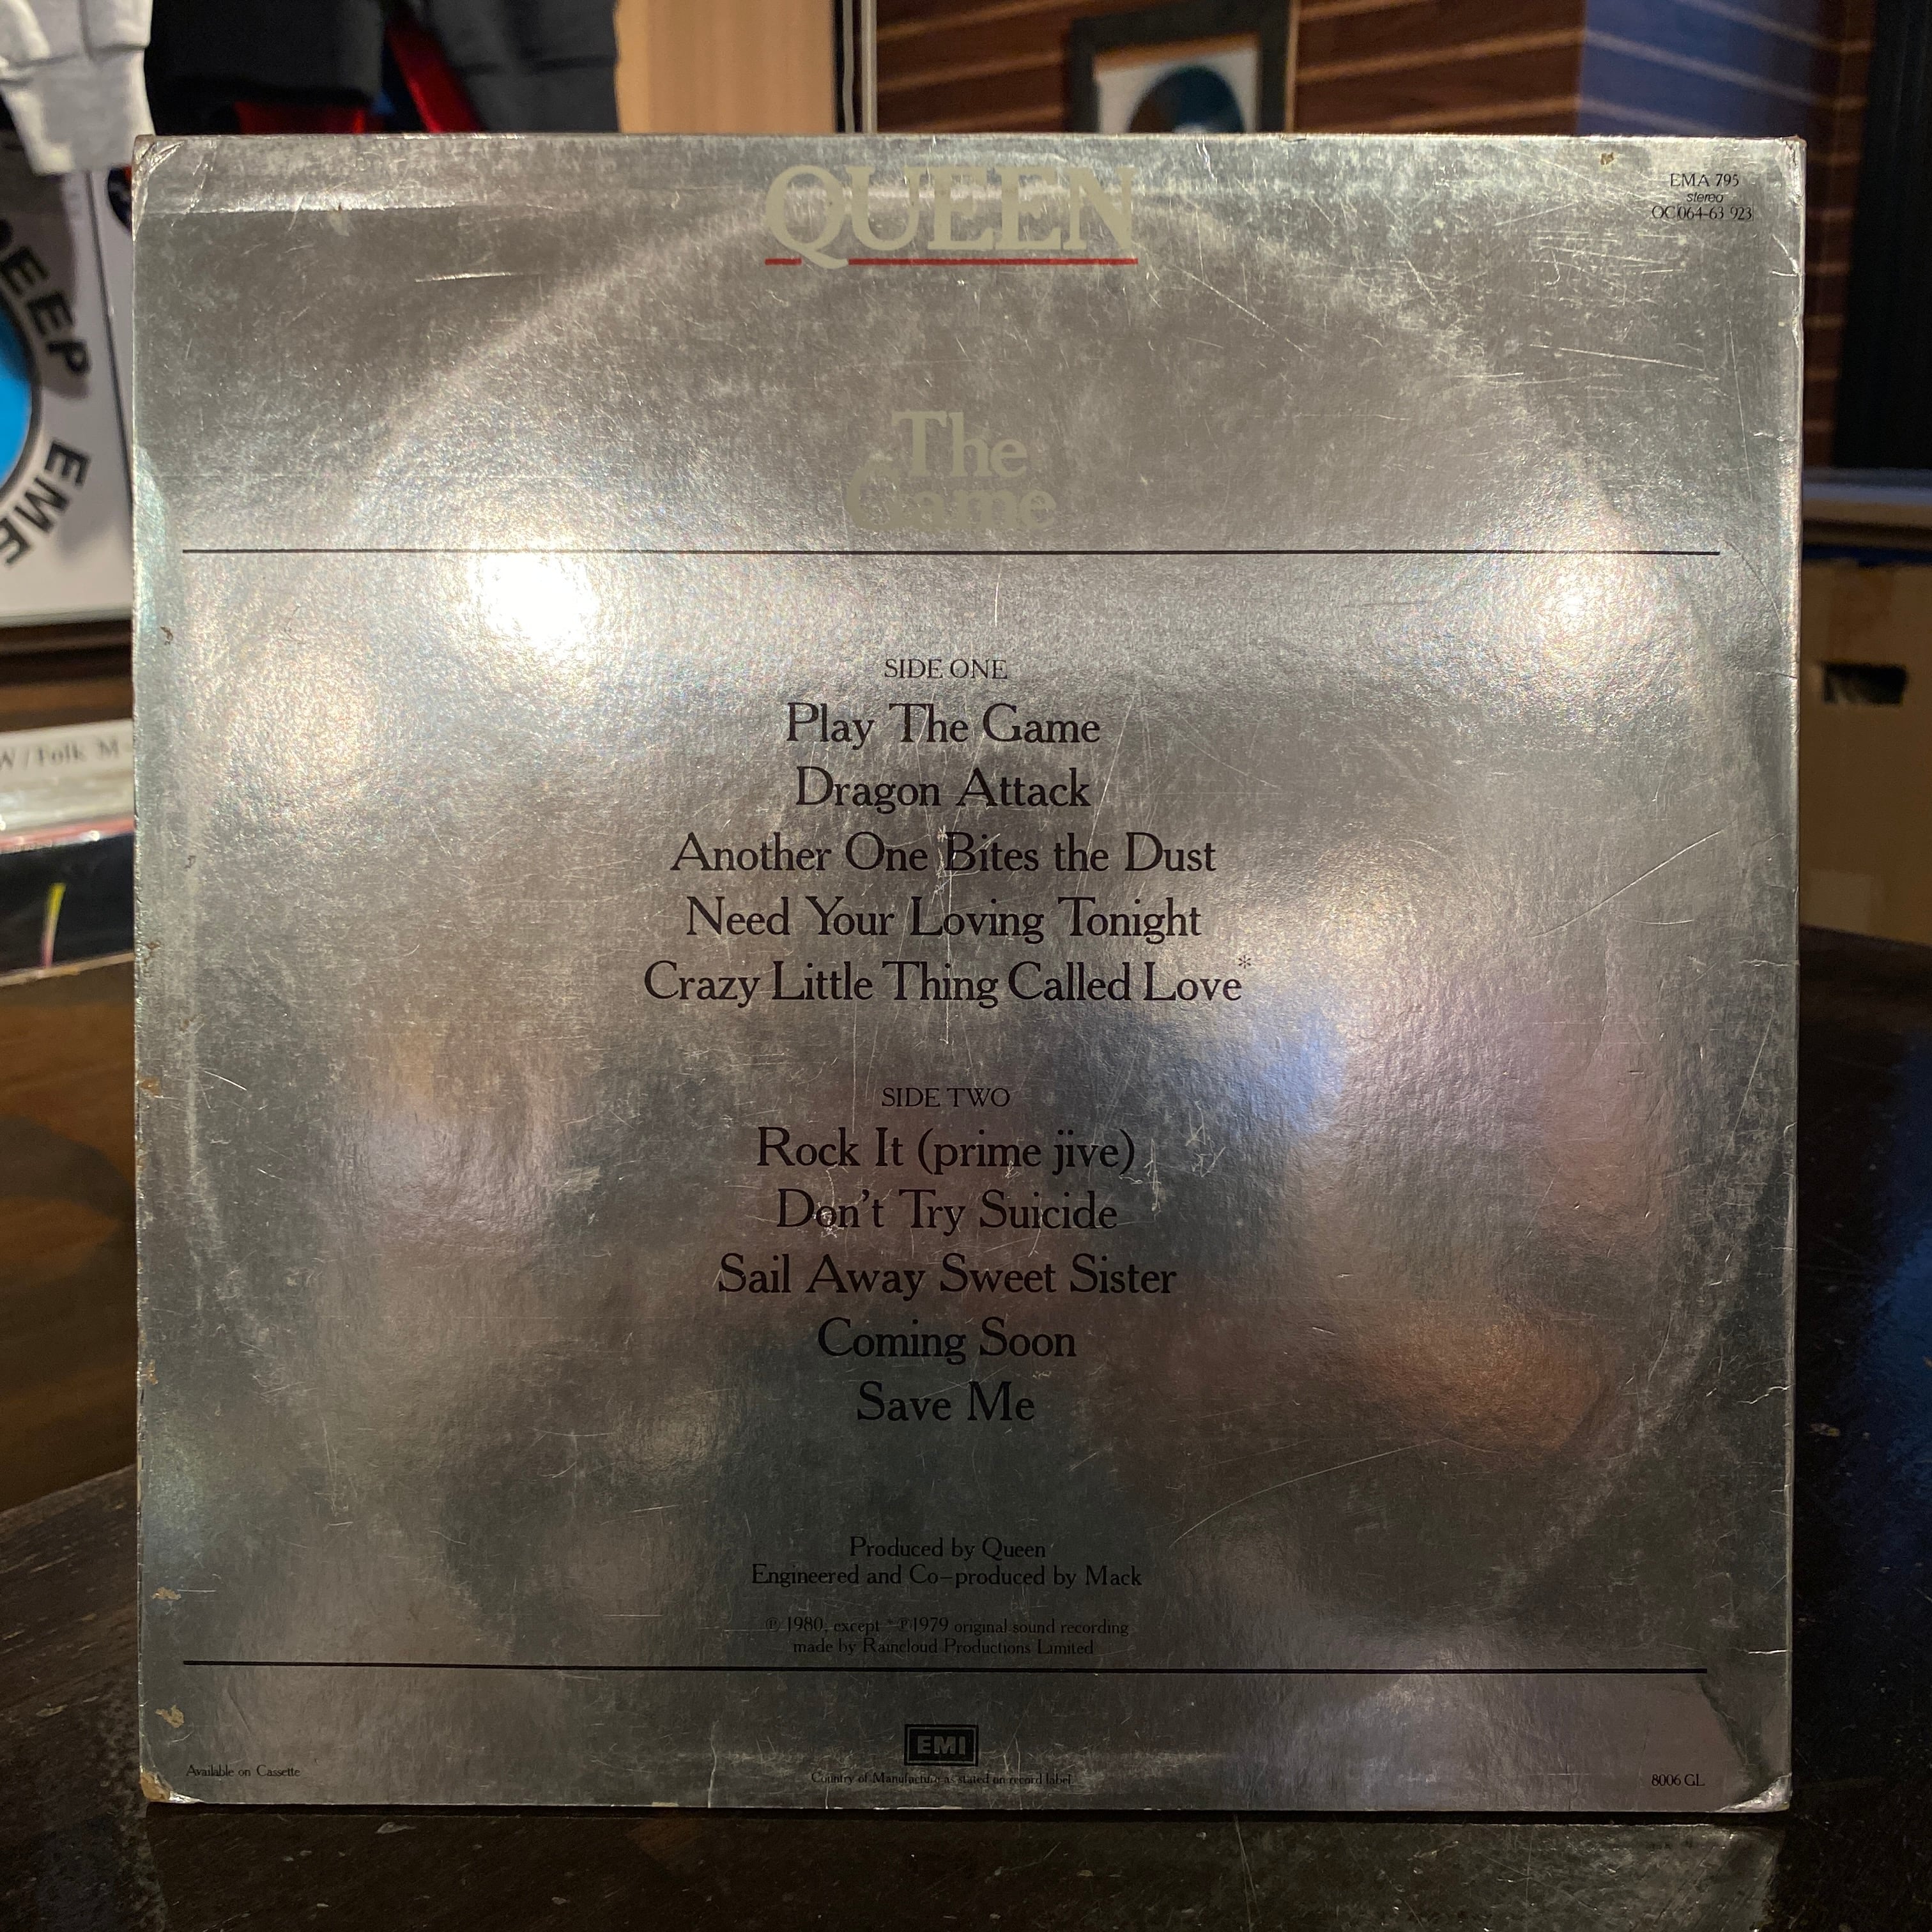 QUEEN
EMA 795
stereo
OC 064-63 923
The
Game
SIDE ONE
Play The Game
Dragon Attack
Another One Bites the Dust
Need Your Loving Tonight
Crazy Little Thing Called Love*
SIDE TWO
Rock It (prime jive)
Don't Try Suicide
Sail Away Sweet Sister
Coming Soon
Save Me
Produced by Queen
Engineered and Co-produced by Mack
℗ 1980, except * ℗ 1979 original sound recording
made by Raincloud Productions Limited
EMI
Available on Cassette
Country of Manufacture as stated on record label
8006 GL
DEEP
EME
W / Folk M